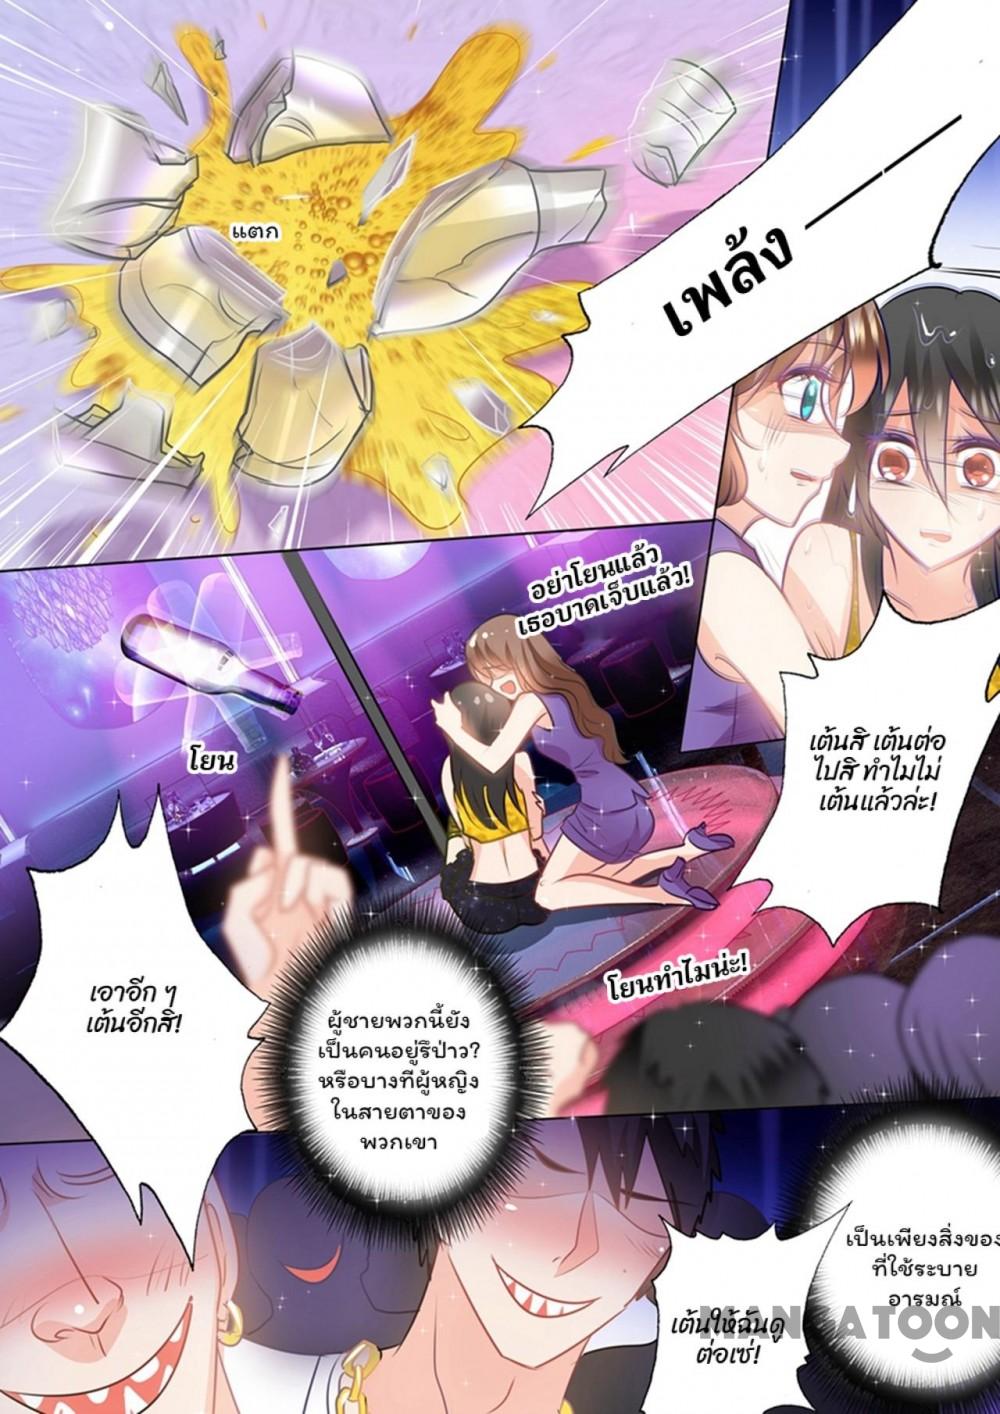 แตก
เพล้ง
อย่าโยนแล้ว
เธอบาดเจ็บแล้ว!
โยน
เต้นสิ เต้นต่อ
ไปสิ ทำไมไม่
เต้นแล้วล่ะ!
โยนทำไมน่ะ!
เอาอีก ๆ
เต้นอีกสิ!
ผู้ชายพวกนี้ยัง
เป็นคนอยู่รึป่าว?
หรือบางทีผู้หญิง
ในสายตาของ
พวกเขา
เป็นเพียงสิ่งของ
ที่ใช้ระบาย
อารมณ์
เต้นให้ฉันดู
ต่อเซ่!
MANGATOON